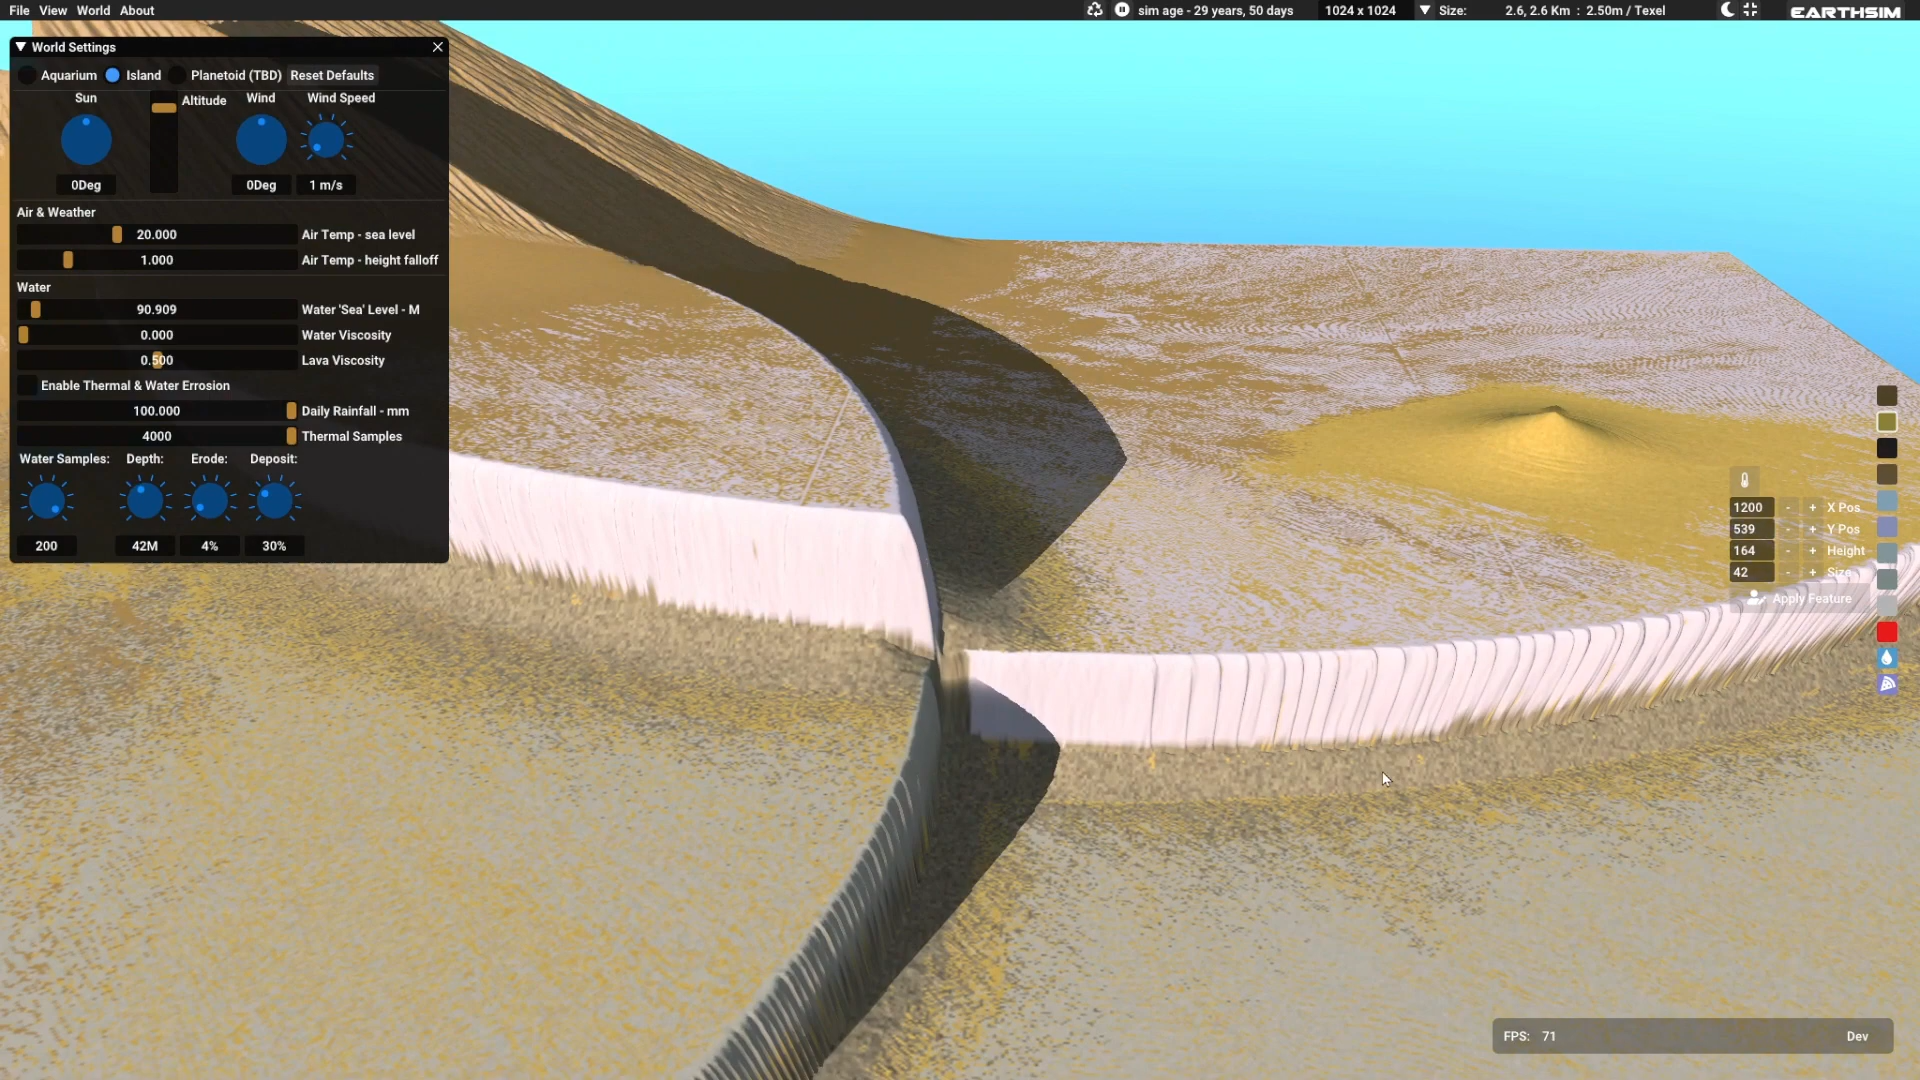 File View World About
sim age - 29 years, 50 days 1024 x 1024 Size: 2.6, 2.6 Km : 2.50m / Texel EARTHSIM
World Settings
Aquarium Island Planetoid (TBD) Reset Defaults
Sun Altitude Wind Wind Speed
0Deg 0Deg 1 m/s
Air & Weather
20.000 Air Temp - sea level
1.000 Air Temp - height falloff
Water
90.909 Water 'Sea' Level - M
0.000 Water Viscosity
0.500 Lava Viscosity
Enable Thermal & Water Errosion
100.000 Daily Rainfall - mm
4000 Thermal Samples
Water Samples: Depth: Erode: Deposit:
200 42M 4% 30%
1200 - + X Pos
539 - + Y Pos
164 - + Height
42 - + Size
Apply Feature
FPS: 71 Dev